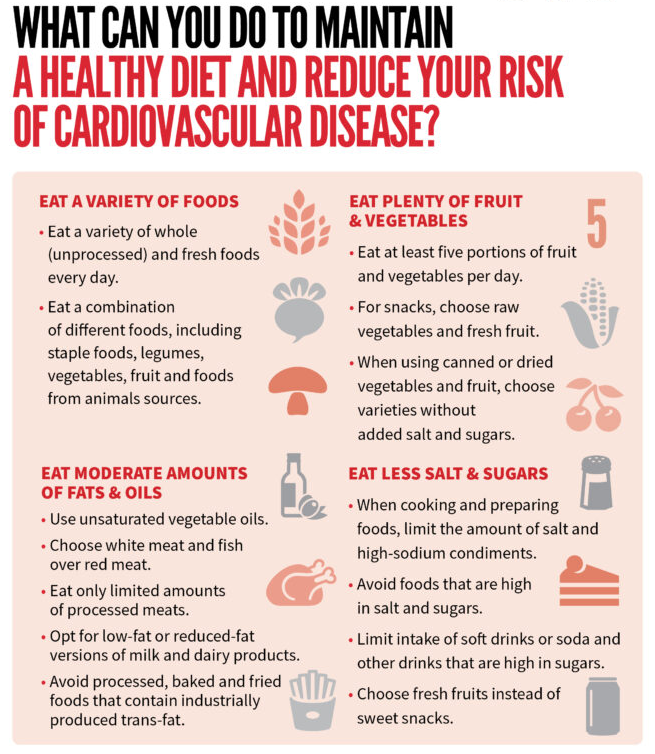 WHAT CAN YOU DO TO MAINTAIN
A HEALTHY DIET AND REDUCE YOUR RISK
OF CARDIOVASCULAR DISEASE?
EAT A VARIETY OF FOODS
• Eat a variety of whole
(unprocessed) and fresh foods
every day.
• Eat a combination
of different foods, including
staple foods, legumes,
vegetables, fruit and foods
from animals sources.
EAT PLENTY OF FRUIT
& VEGETABLES
5
• Eat at least five portions of fruit
and vegetables per day.
• For snacks, choose raw
vegetables and fresh fruit.
• When using canned or dried
vegetables and fruit, choose
varieties without
added salt and sugars.
EAT MODERATE AMOUNTS
OF FATS & OILS
• Use unsaturated vegetable oils.
• Choose white meat and fish
over red meat.
• Eat only limited amounts
of processed meats.
• Opt for low-fat or reduced-fat
versions of milk and dairy products.
• Avoid processed, baked and fried
foods that contain industrially
produced trans-fat.
EAT LESS SALT & SUGARS
• When cooking and preparing
foods, limit the amount of salt and
high-sodium condiments.
• Avoid foods that are high
in salt and sugars.
• Limit intake of soft drinks or soda and
other drinks that are high in sugars.
• Choose fresh fruits instead of
sweet snacks.